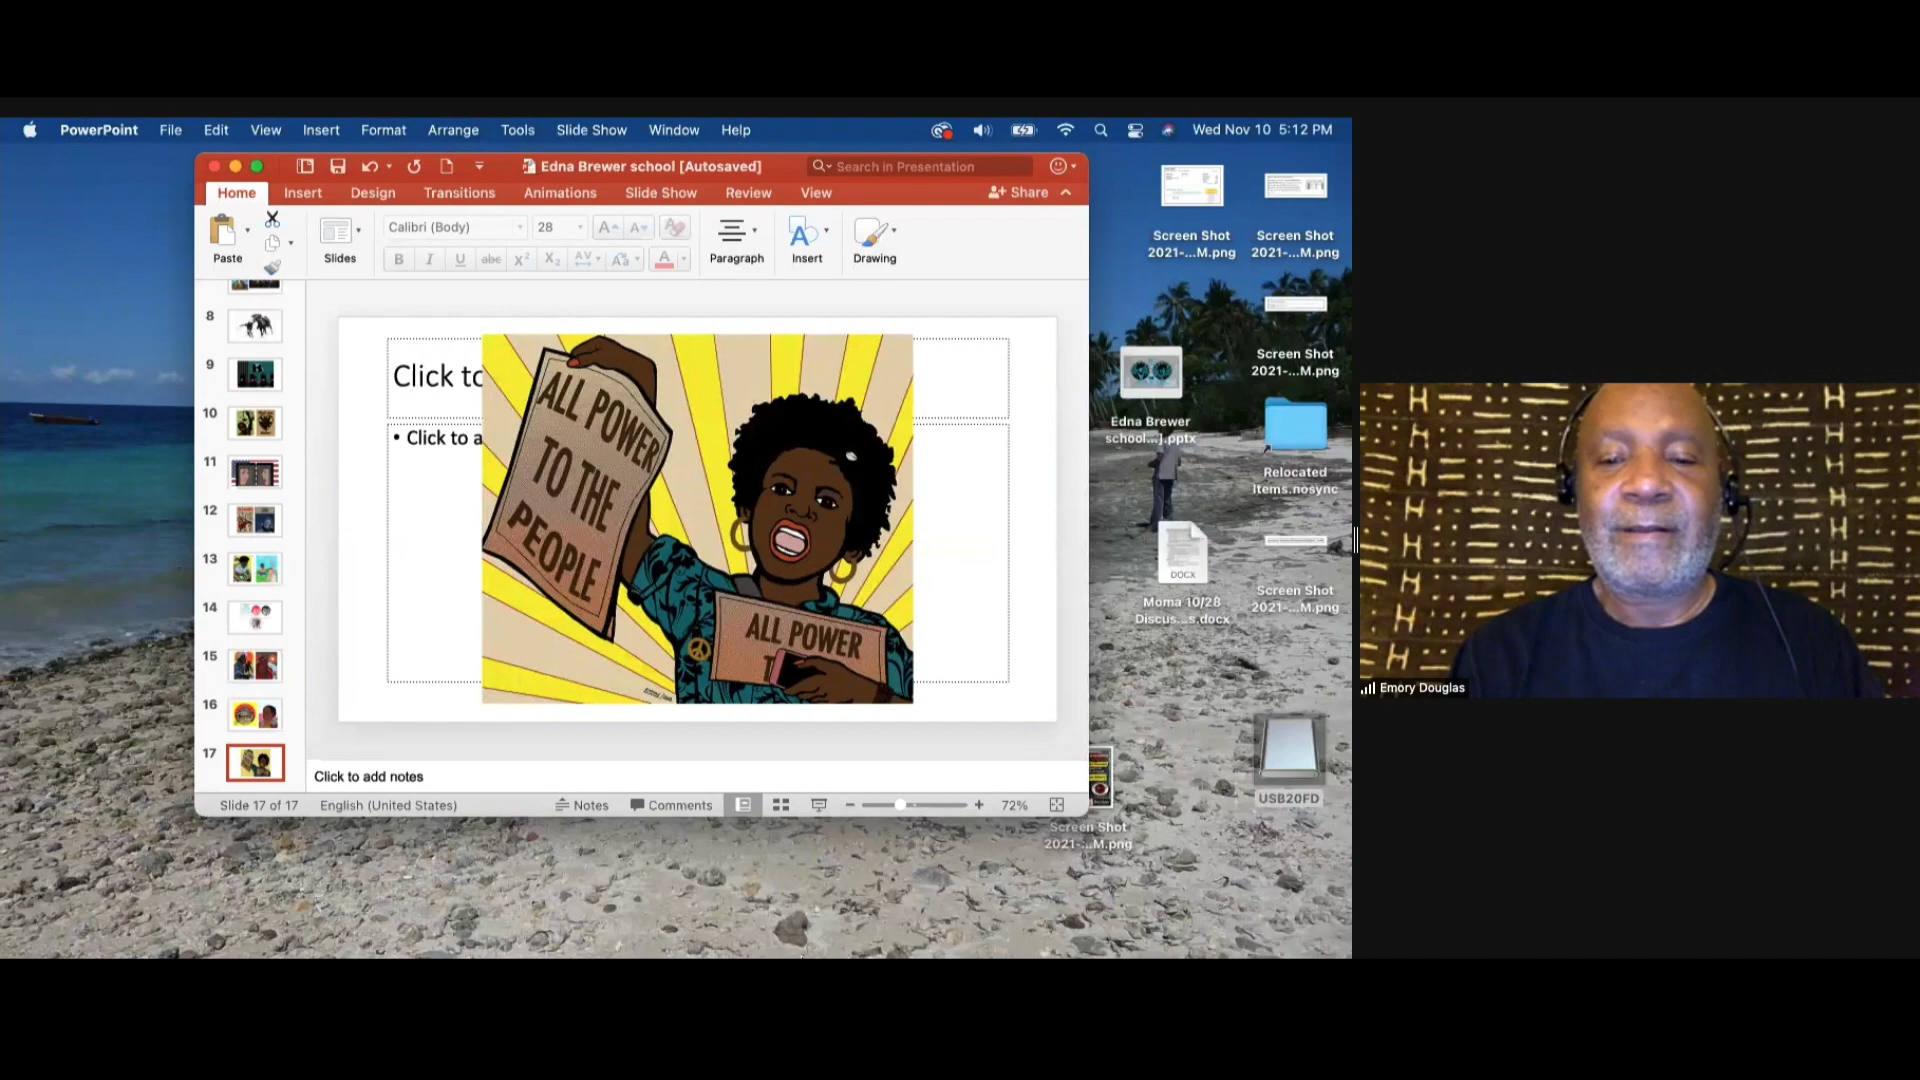 PowerPoint File Edit View Insert Format Arrange Tools Slide Show Window Help Wed Nov 10 5:12 PM
Edna Brewer school [Autosaved] Search in Presentation
Home Insert Design Transitions Animations Slide Show Review View Share
Calibri (Body) 28
Paste Slides Paragraph Insert Drawing
B I U abc X² X₂ AV Aa A
8
9
10
11
12
13
14
15
16
17
Click to
• Click to a
ALL POWER
TO THE
PEOPLE
ALL POWER
T
Click to add notes
Slide 17 of 17 English (United States) Notes Comments 72%
Screen Shot
2021-...M.png
Screen Shot
2021-...M.png
Screen Shot
2021-...M.png
Edna Brewer
school...].pptx
Relocated
Items.nosync
DOCX
Moma 10/28
Discus...s.docx
Screen Shot
2021-...M.png
USB20FD
Screen Shot
2021-...M.png
Emory Douglas